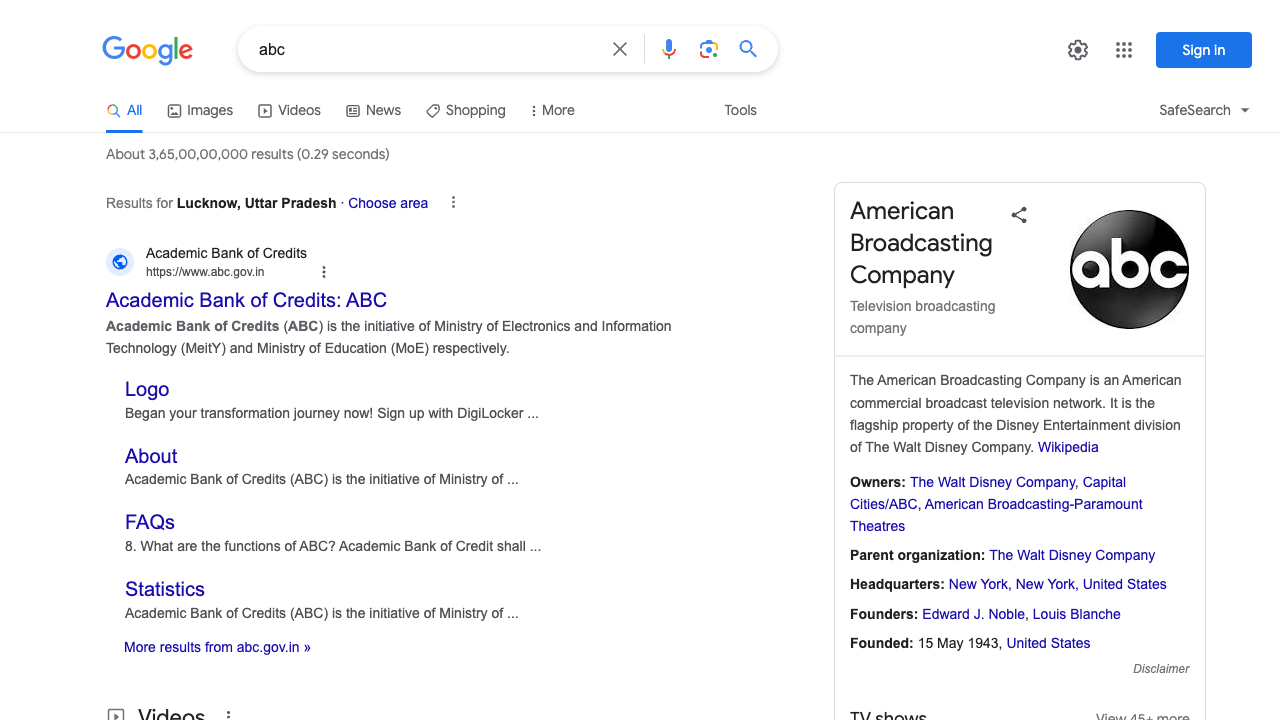 Google
abc
Sign in
All
Images
Videos
News
Shopping
More
Tools
SafeSearch
About 3,65,00,00,000 results (0.29 seconds)
Results for Lucknow, Uttar Pradesh · Choose area
Academic Bank of Credits
https://www.abc.gov.in
Academic Bank of Credits: ABC
Academic Bank of Credits (ABC) is the initiative of Ministry of Electronics and Information
Technology (MeitY) and Ministry of Education (MoE) respectively.
Logo
Began your transformation journey now! Sign up with DigiLocker ...
About
Academic Bank of Credits (ABC) is the initiative of Ministry of ...
FAQs
8. What are the functions of ABC? Academic Bank of Credit shall ...
Statistics
Academic Bank of Credits (ABC) is the initiative of Ministry of ...
More results from abc.gov.in »
Videos
American
Broadcasting
Company
Television broadcasting
company
abc
The American Broadcasting Company is an American
commercial broadcast television network. It is the
flagship property of the Disney Entertainment division
of The Walt Disney Company. Wikipedia
Owners: The Walt Disney Company, Capital
Cities/ABC, American Broadcasting-Paramount
Theatres
Parent organization: The Walt Disney Company
Headquarters: New York, New York, United States
Founders: Edward J. Noble, Louis Blanche
Founded: 15 May 1943, United States
Disclaimer
TV shows
View 45+ more